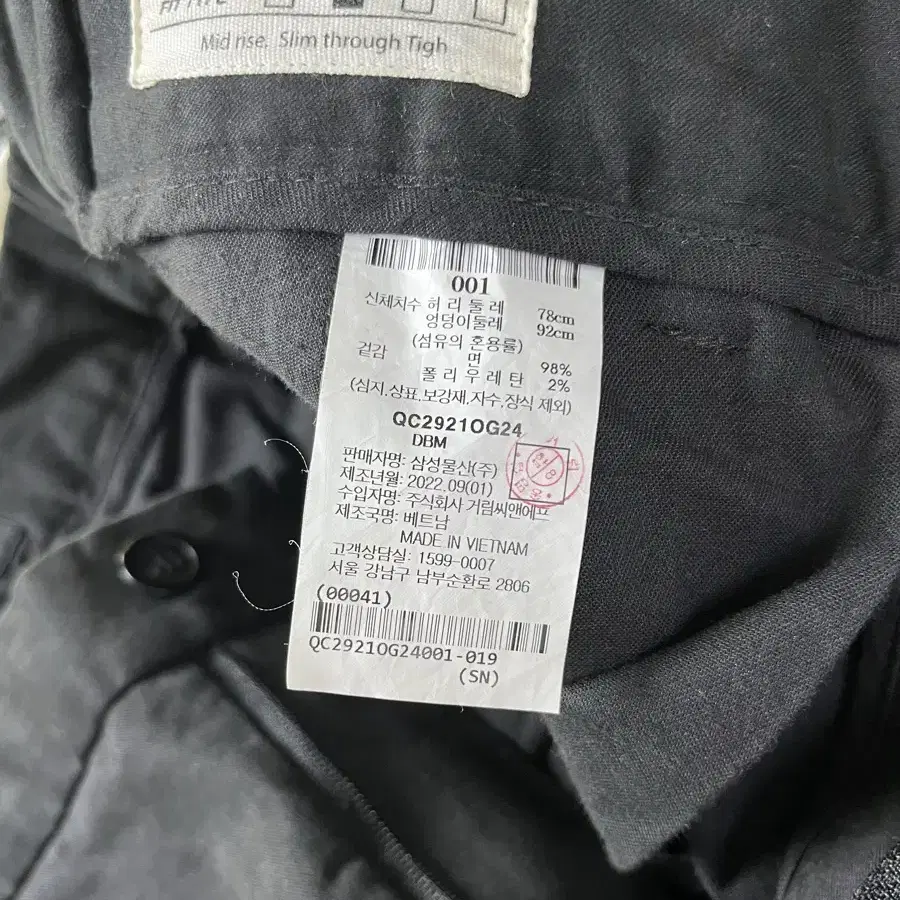 FIT TYPE
Mid rise. Slim through Tigh
001
신체치수 허 리 둘 레 78cm
엉덩이둘레 92cm
(섬유의 혼용률)
겉감 면 98%
폴 리 우 레 탄 2%
(심지,상표,보강재,자수,장식 제외)
QC2921OG24
DBM
판매자명: 삼성물산(주)
제조년월: 2022.09(01)
수입자명: 주식회사 거림씨앤에프
제조국명: 베트남
MADE IN VIETNAM
고객상담실: 1599-0007
서울 강남구 남부순환로 2806
(00041)
QC2921OG24001-019
(SN)